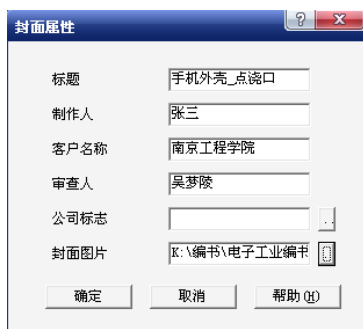 封面属性
标题 手机外壳_点浇口
制作人 张三
客户名称 南京工程学院
审查人 吴梦陵
公司标志 ..
封面图片 K:\编书\电子工业编书
确定 取消 帮助(H)